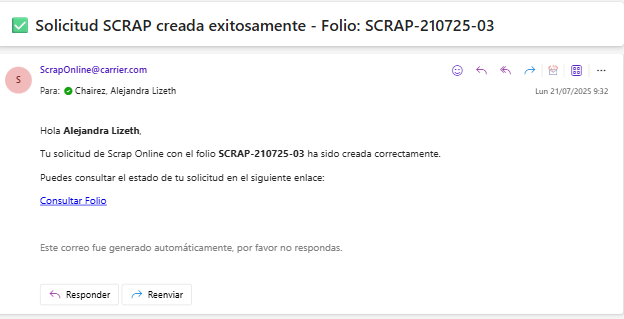 ✅ Solicitud SCRAP creada exitosamente - Folio: SCRAP-210725-03
S
ScrapOnline@carrier.com
Para: Chairez, Alejandra Lizeth
Lun 21/07/2025 9:32
Hola Alejandra Lizeth,
Tu solicitud de Scrap Online con el folio SCRAP-210725-03 ha sido creada correctamente.
Puedes consultar el estado de tu solicitud en el siguiente enlace:
Consultar Folio
Este correo fue generado automáticamente, por favor no respondas.
Responder
Reenviar